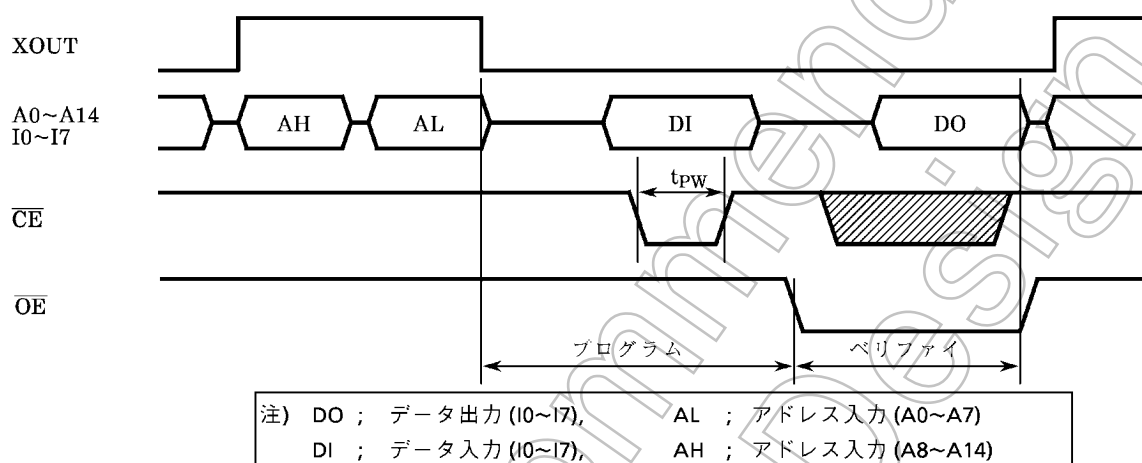 XOUT
A0~A14
I0~I7
AH
AL
DI
DO
tPW
CE
OE
プログラム
ベリファイ
注) DO ; データ出力 (I0~I7), AL ; アドレス入力 (A0~A7)
DI ; データ入力 (I0~I7), AH ; アドレス入力 (A8~A14)